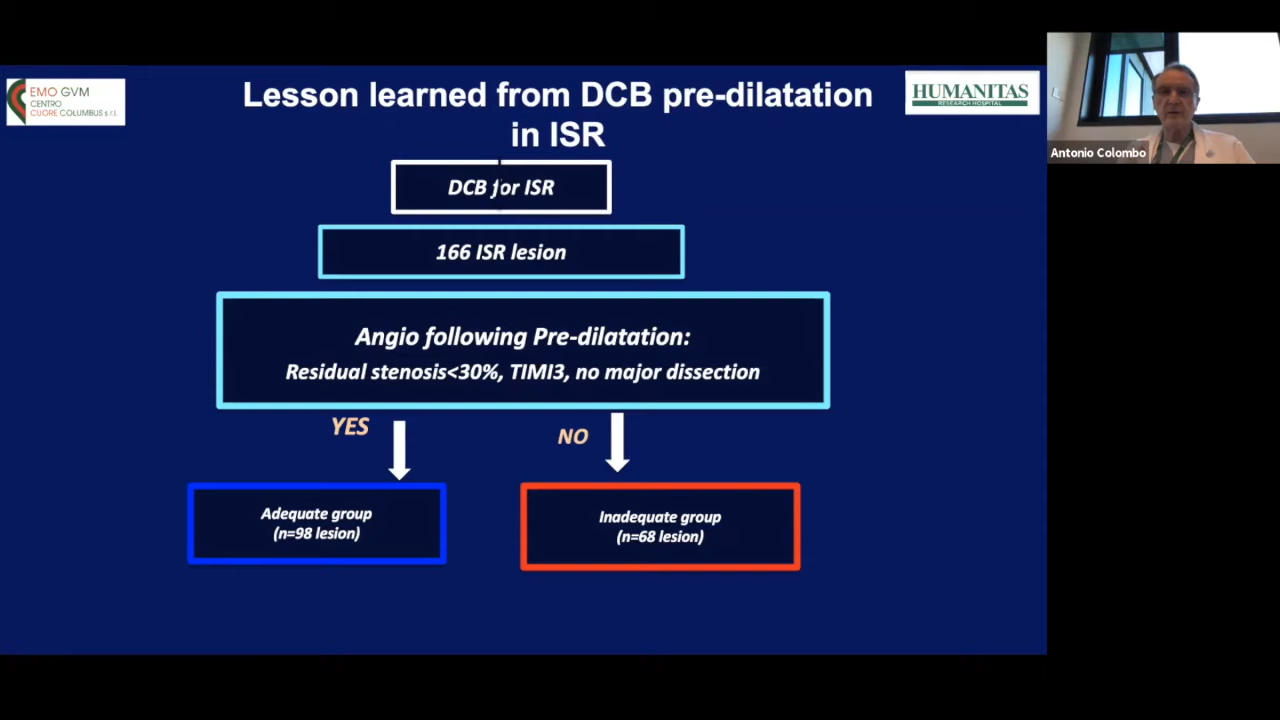 EMO GVM
CENTRO
CUORE COLUMBUS s.r.l.
Lesson learned from DCB pre-dilatation
in ISR
HUMANITAS
RESEARCH HOSPITAL
Antonio Colombo
DCB for ISR
166 ISR lesion
Angio following Pre-dilatation:
Residual stenosis<30%, TIMI3, no major dissection
YES
NO
Adequate group
(n=98 lesion)
Inadequate group
(n=68 lesion)